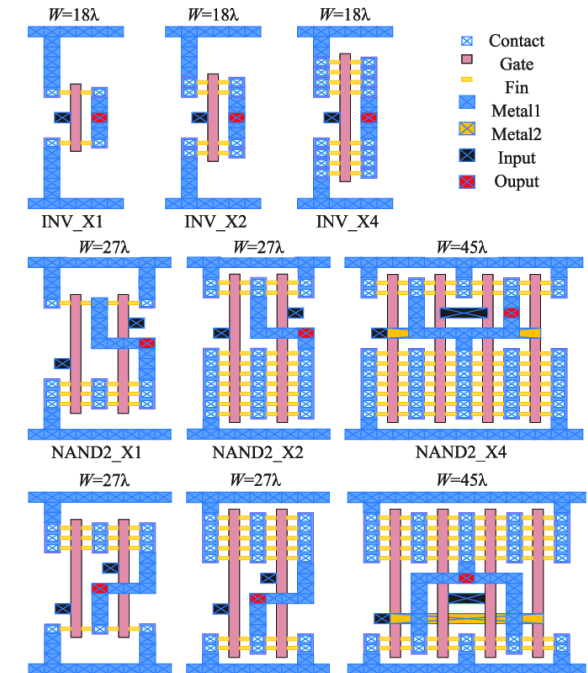 W=18λ W=18λ W=18λ
Contact
Gate
Fin
Metal1
Metal2
Input
Ouput
INV_X1 INV_X2 INV_X4
W=27λ W=27λ W=45λ
NAND2_X1 NAND2_X2 NAND2_X4
W=27λ W=27λ W=45λ